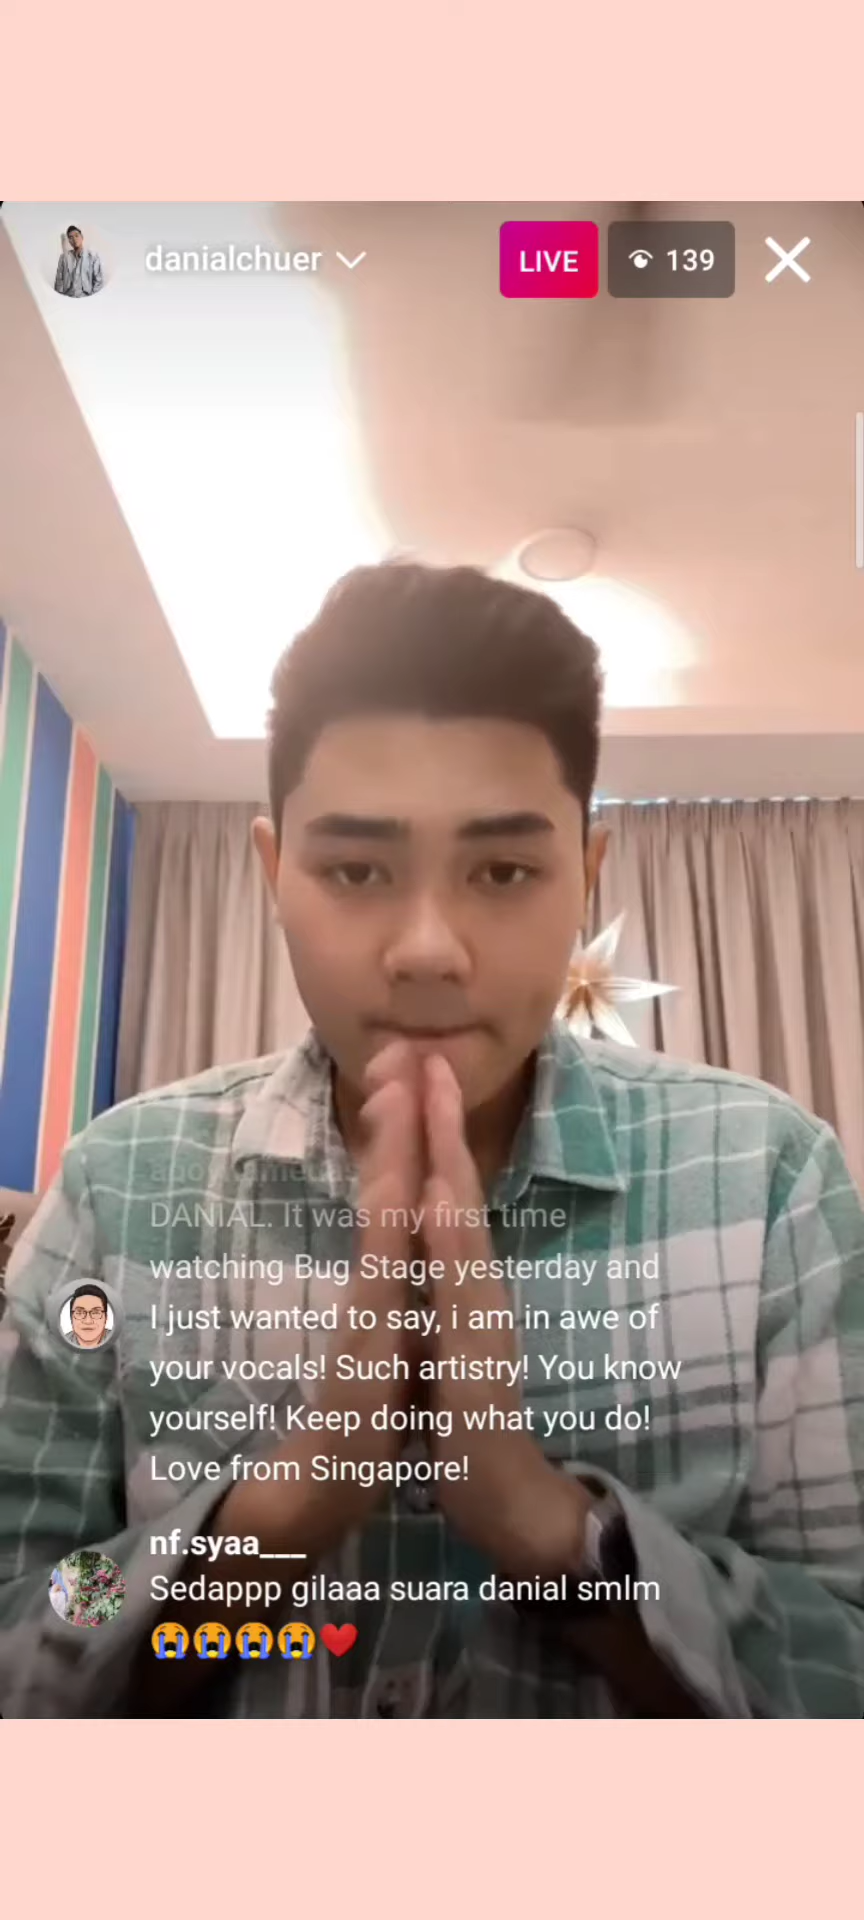 danialchuer
LIVE
139
DANIAL. It was my first time
watching Bug Stage yesterday and
I just wanted to say, i am in awe of
your vocals! Such artistry! You know
yourself! Keep doing what you do!
Love from Singapore!
nf.syaa___
Sedappp gilaaa suara danial smlm
😭😭😭😭❤️